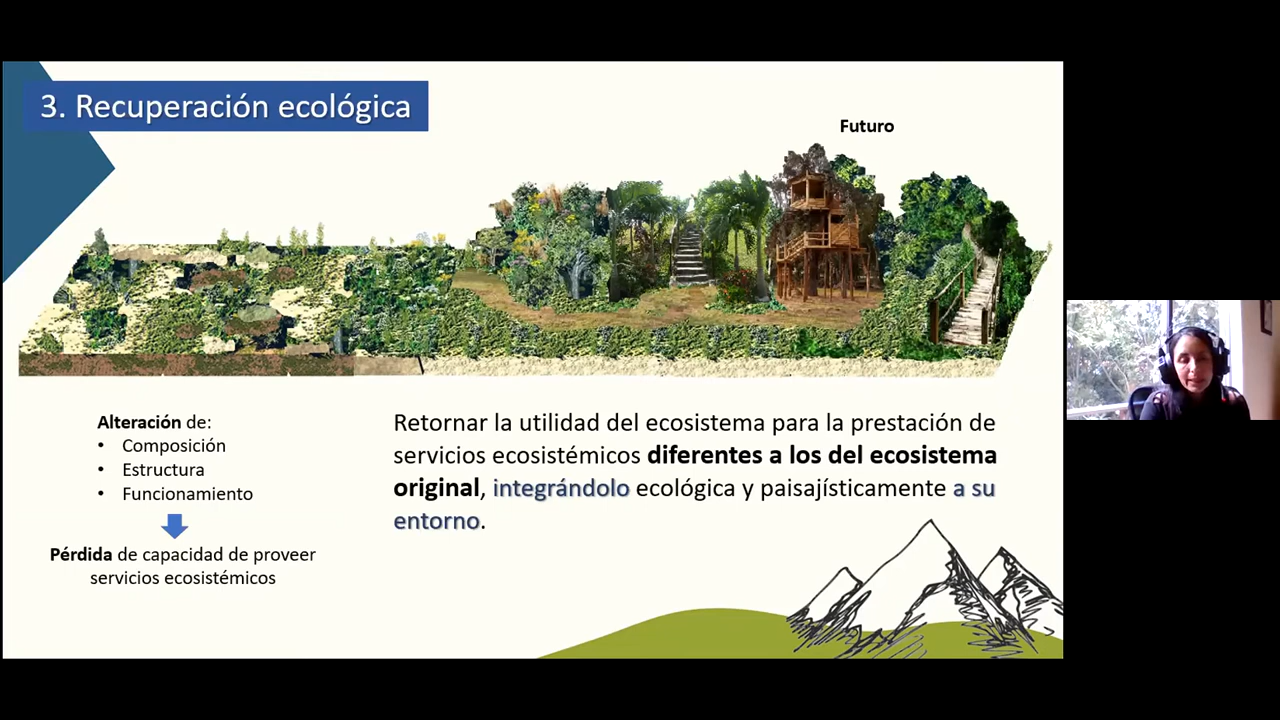 3. Recuperación ecológica
Futuro
Alteración de:
• Composición
• Estructura
• Funcionamiento
Pérdida de capacidad de proveer
servicios ecosistémicos
Retornar la utilidad del ecosistema para la prestación de
servicios ecosistémicos diferentes a los del ecosistema
original, integrándolo ecológica y paisajísticamente a su
entorno.